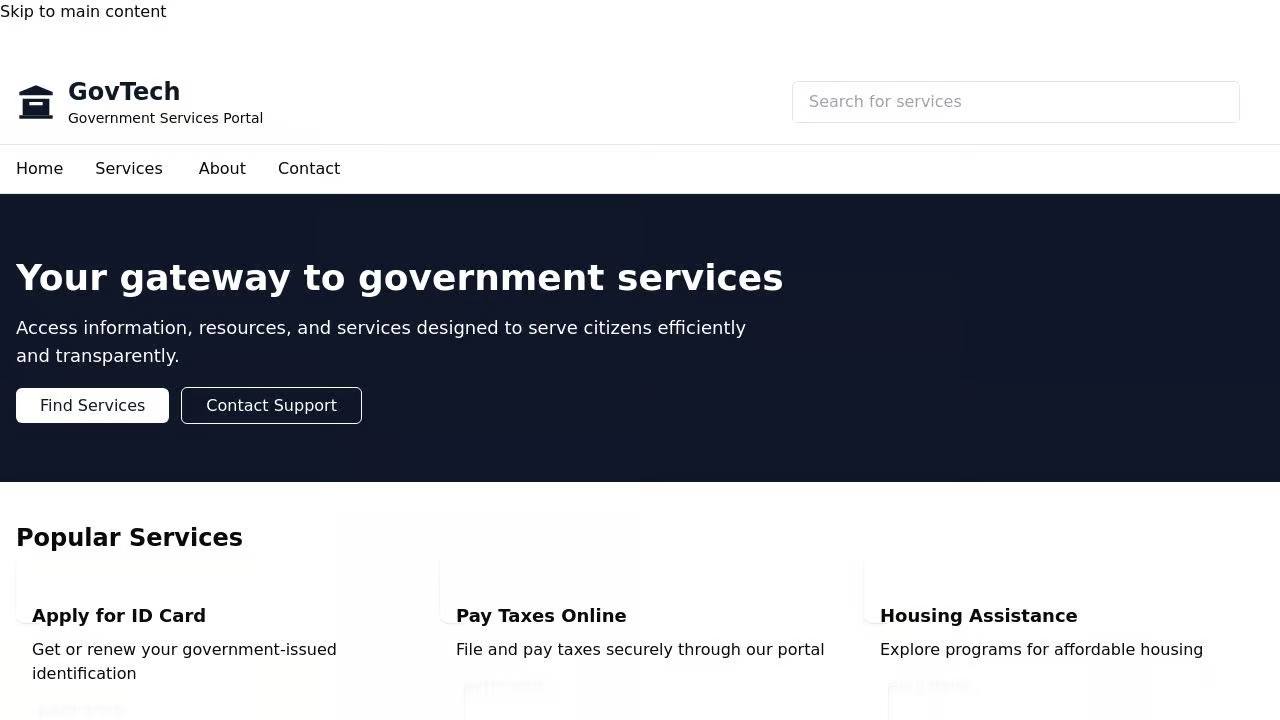 Skip to main content
GovTech
Government Services Portal
Search for services
Home Services About Contact
Your gateway to government services
Access information, resources, and services designed to serve citizens efficiently
and transparently.
Find Services Contact Support
Popular Services
Apply for ID Card
Get or renew your government-issued
identification
Pay Taxes Online
File and pay taxes securely through our portal
Housing Assistance
Explore programs for affordable housing